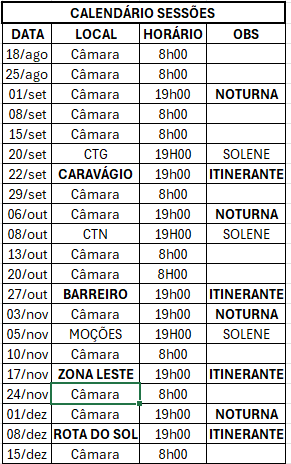 CALENDÁRIO SESSÕES
DATA LOCAL HORÁRIO OBS
18/ago Câmara 8h00
25/ago Câmara 8h00
01/set Câmara 19h00 NOTURNA
08/set Câmara 8h00
15/set Câmara 8h00
20/set CTG 19H00 SOLENE
22/set CARAVÁGIO 19h00 ITINERANTE
29/set Câmara 8h00
06/out Câmara 19h00 NOTURNA
08/out CTN 19H00 SOLENE
13/out Câmara 8h00
20/out Câmara 8H00
27/out BARREIRO 19h00 ITINERANTE
03/nov Câmara 19h00 NOTURNA
05/nov MOÇÕES 19H00 SOLENE
10/nov Câmara 8h00
17/nov ZONA LESTE 19h00 ITINERANTE
24/nov Câmara 8h00
01/dez Câmara 19h00 NOTURNA
08/dez ROTA DO SOL 19h00 ITINERANTE
15/dez Câmara 8h00